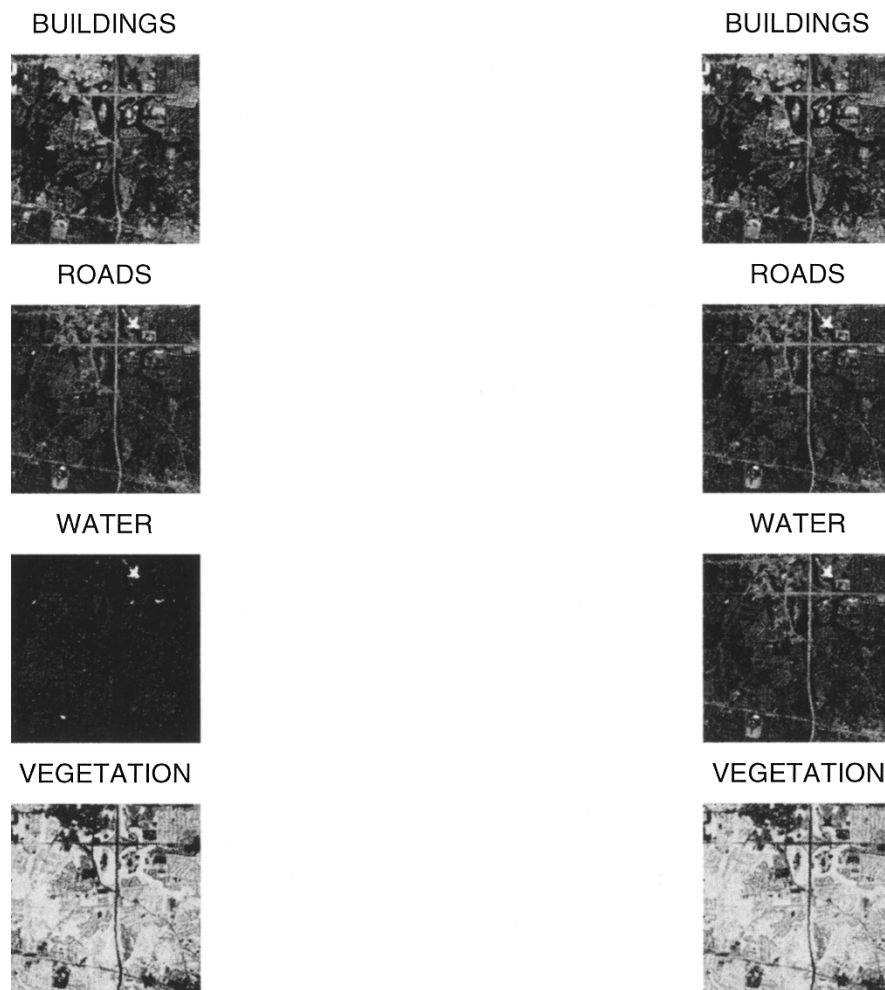 BUILDINGS
BUILDINGS
ROADS
ROADS
WATER
WATER
VEGETATION
VEGETATION